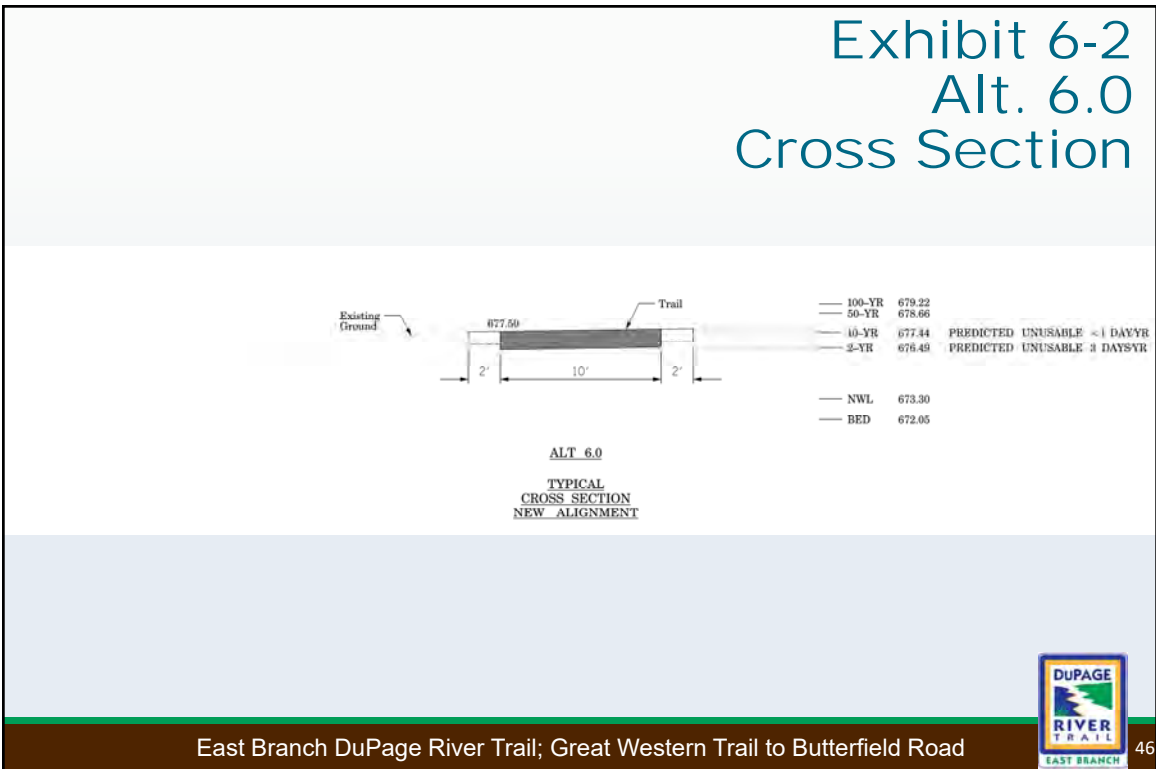 Exhibit 6-2
Alt. 6.0
Cross Section
Existing
Ground
677.50
Trail
2'
10'
2'
100-YR 679.22
50-YR 678.66
10-YR 677.44 PREDICTED UNUSABLE <1 DAY/YR
2-YR 676.49 PREDICTED UNUSABLE 3 DAYS/YR
NWL 673.30
BED 672.05
ALT 6.0
TYPICAL
CROSS SECTION
NEW ALIGNMENT
DUPAGE
RIVER
TRAIL
EAST BRANCH
East Branch DuPage River Trail; Great Western Trail to Butterfield Road
46